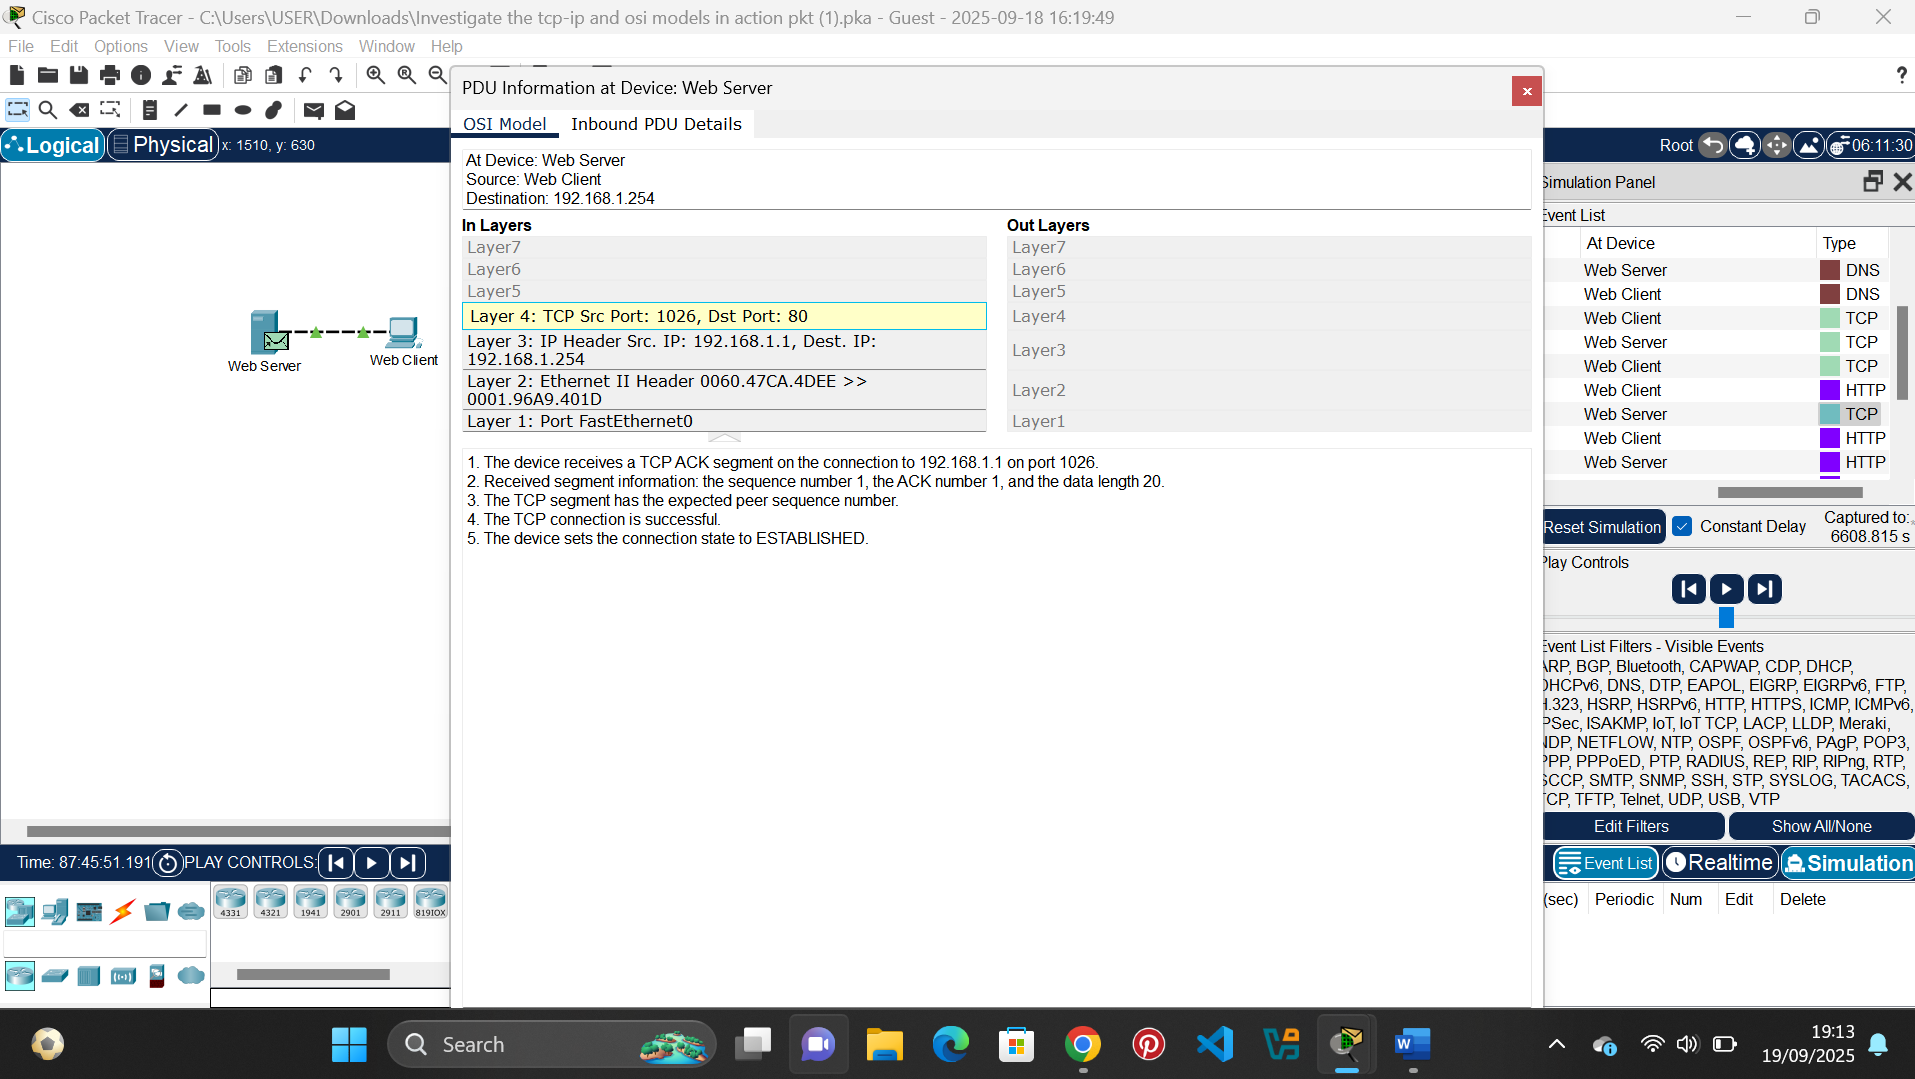 Cisco Packet Tracer - C:\Users\USER\Downloads\Investigate the tcp-ip and osi models in action pkt (1).pka - Guest - 2025-09-18 16:19:49
File Edit Options View Tools Extensions Window Help
?
PDU Information at Device: Web Server
x
OSI Model Inbound PDU Details
Logical Physical x: 1510, y: 630
Root 06:11:30
At Device: Web Server
Source: Web Client
Destination: 192.168.1.254
In Layers Out Layers
Layer7 Layer7
Layer6 Layer6
Layer5 Layer5
Layer 4: TCP Src Port: 1026, Dst Port: 80 Layer4
Layer 3: IP Header Src. IP: 192.168.1.1, Dest. IP:
192.168.1.254
Layer3
Layer 2: Ethernet II Header 0060.47CA.4DEE >>
0001.96A9.401D
Layer2
Layer 1: Port FastEthernet0 Layer1
1. The device receives a TCP ACK segment on the connection to 192.168.1.1 on port 1026.
2. Received segment information: the sequence number 1, the ACK number 1, and the data length 20.
3. The TCP segment has the expected peer sequence number.
4. The TCP connection is successful.
5. The device sets the connection state to ESTABLISHED.
Web Server
Web Client
Simulation Panel
Event List
At Device Type
Web Server DNS
Web Client DNS
Web Client TCP
Web Server TCP
Web Client TCP
Web Client HTTP
Web Server TCP
Web Client HTTP
Web Server HTTP
Reset Simulation Constant Delay Captured to:
6608.815 s
Play Controls
Event List Filters - Visible Events
ARP, BGP, Bluetooth, CAPWAP, CDP, DHCP,
DHCPv6, DNS, DTP, EAPOL, EIGRP, EIGRPv6, FTP,
H.323, HSRP, HSRPv6, HTTP, HTTPS, ICMP, ICMPv6,
IPSec, ISAKMP, IoT, IoT TCP, LACP, LLDP, Meraki,
NDP, NETFLOW, NTP, OSPF, OSPFv6, PAgP, POP3,
PPP, PPPoED, PTP, RADIUS, REP, RIP, RIPng, RTP,
SCCP, SMTP, SNMP, SSH, STP, SYSLOG, TACACS,
TCP, TFTP, Telnet, UDP, USB, VTP
Edit Filters Show All/None
Time: 87:45:51.191 PLAY CONTROLS:
Event List Realtime Simulation
(sec) Periodic Num Edit Delete
4331 4321 1941 2901 2911 819IOX
Search
W
19:13
19/09/2025